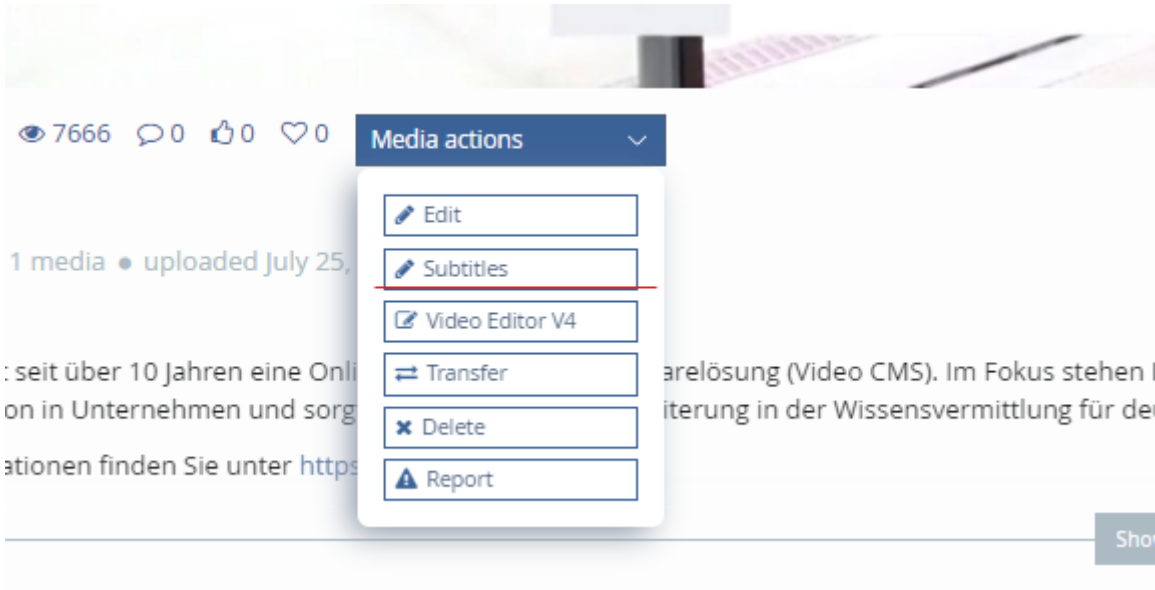 7666 0 0 0 Media actions
Edit
1 media ● uploaded July 25,
Subtitles
Video Editor V4
seit über 10 Jahren eine Onli
Transfer
arelösung (Video CMS). Im Fokus stehen
on in Unternehmen und sorg
iterung in der Wissensvermittlung für deu
Delete
ationen finden Sie unter https
Report
Show